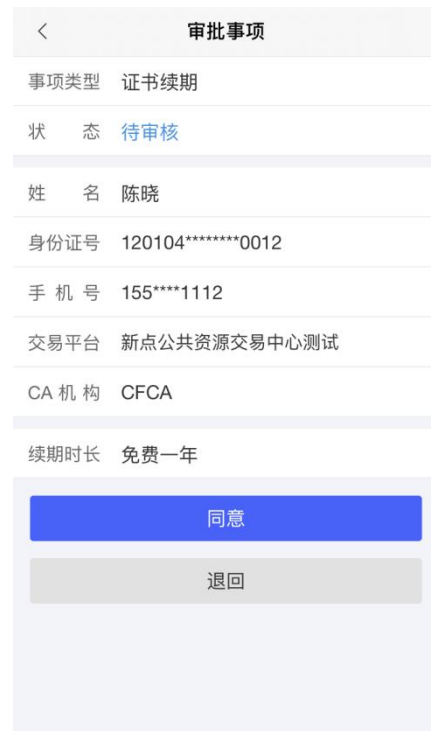 审批事项
事项类型 证书续期
状 态 待审核
姓 名 陈晓
身份证号 120104********0012
手 机 号 155****1112
交易平台 新点公共资源交易中心测试
CA 机 构 CFCA
续期时长 免费一年
同意
退回